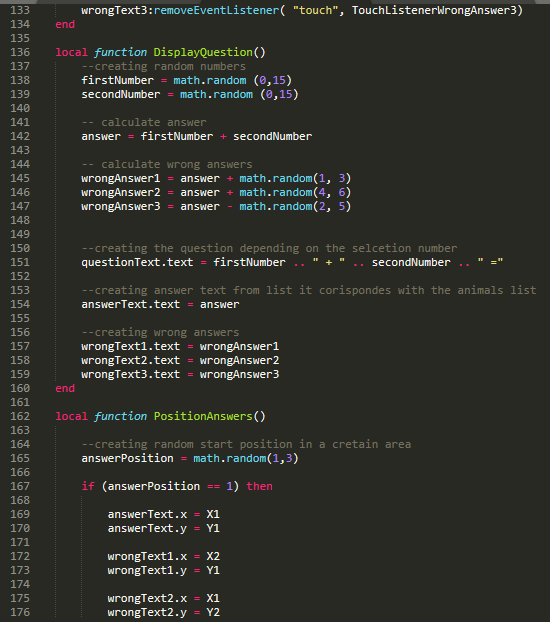 133 wrongText3:removeEventListener( "touch", TouchListenerWrongAnswer3)
134 end
135
136 local function DisplayQuestion()
137 --creating random numbers
138 firstNumber = math.random (0,15)
139 secondNumber = math.random (0,15)
140
141 -- calculate answer
142 answer = firstNumber + secondNumber
143
144 -- calculate wrong answers
145 wrongAnswer1 = answer + math.random(1, 3)
146 wrongAnswer2 = answer + math.random(4, 6)
147 wrongAnswer3 = answer - math.random(2, 5)
148
149
150 --creating the question depending on the selcetion number
151 questionText.text = firstNumber .. " + " .. secondNumber .. " ="
152
153 --creating answer text from list it corispondes with the animals list
154 answerText.text = answer
155
156 --creating wrong answers
157 wrongText1.text = wrongAnswer1
158 wrongText2.text = wrongAnswer2
159 wrongText3.text = wrongAnswer3
160 end
161
162 local function PositionAnswers()
163
164 --creating random start position in a cretain area
165 answerPosition = math.random(1,3)
166
167 if (answerPosition == 1) then
168
169 answerText.x = X1
170 answerText.y = Y1
171
172 wrongText1.x = X2
173 wrongText1.y = Y1
174
175 wrongText2.x = X1
176 wrongText2.y = Y2